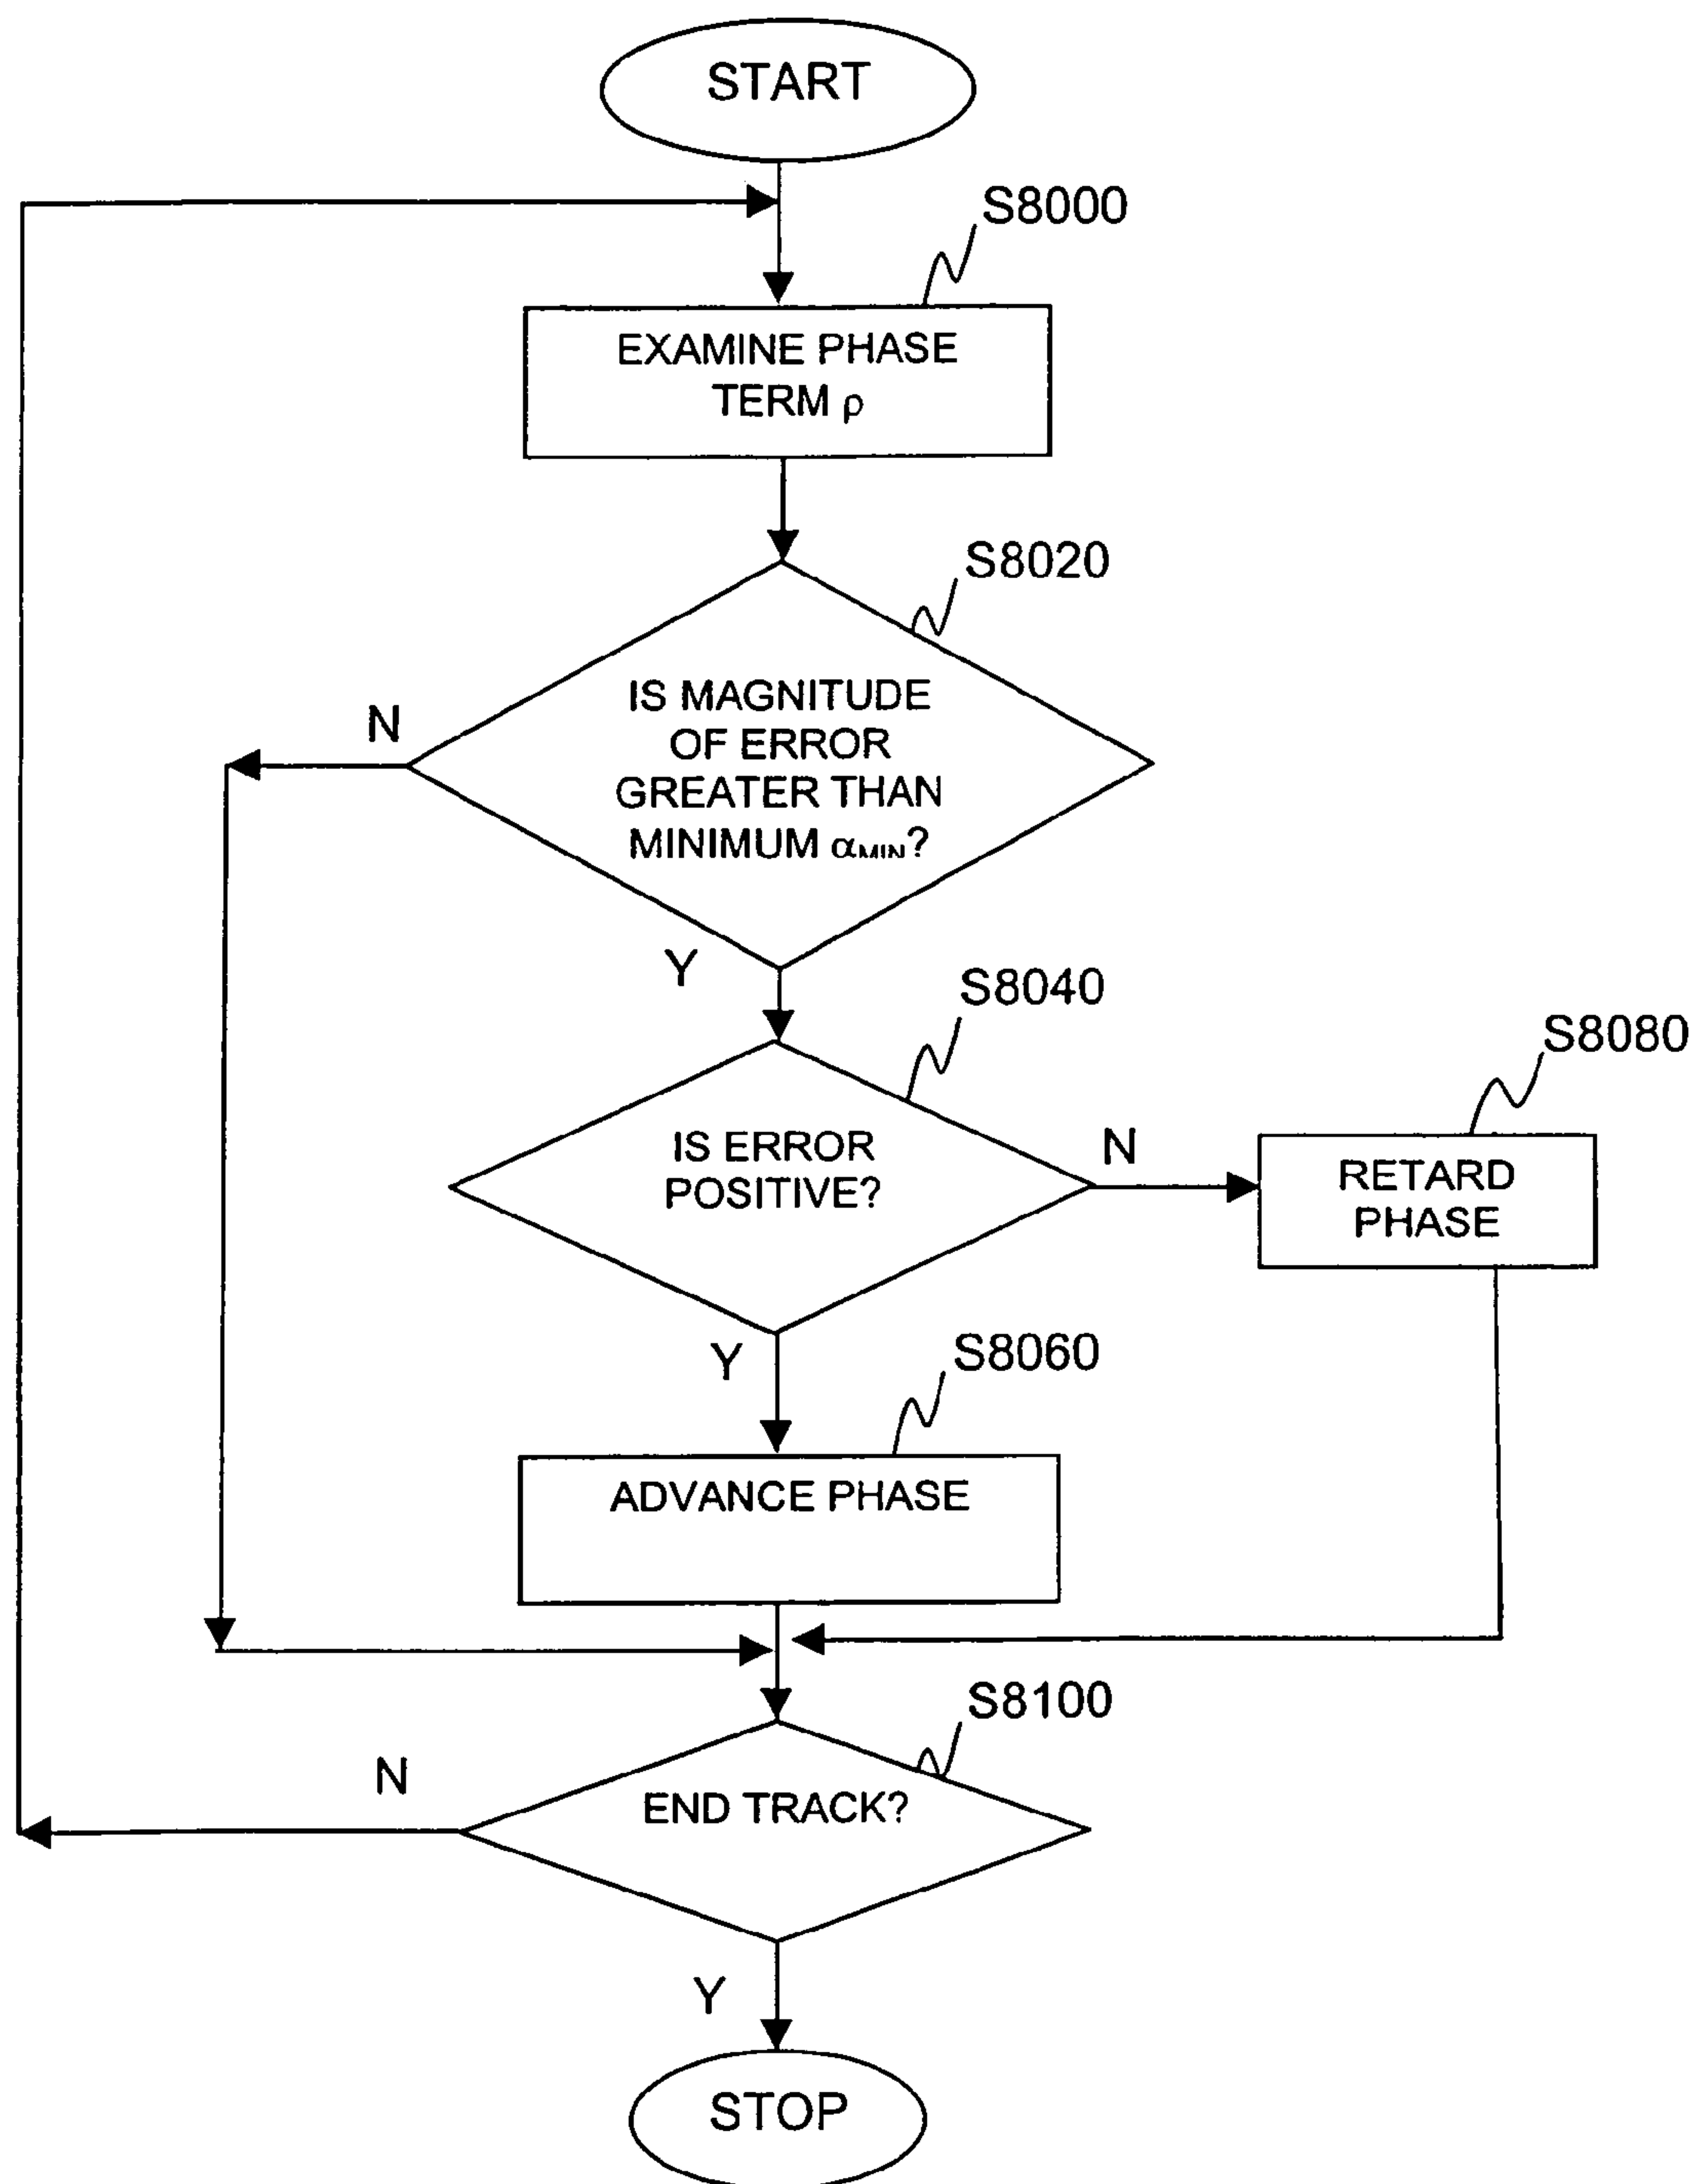 START
S8000
EXAMINE PHASE
TERM ρ
S8020
N
IS MAGNITUDE
OF ERROR
GREATER THAN
MINIMUM αMIN?
Y
S8040
S8080
IS ERROR
POSITIVE?
N
RETARD
PHASE
Y
S8060
ADVANCE PHASE
S8100
N
END TRACK?
Y
STOP